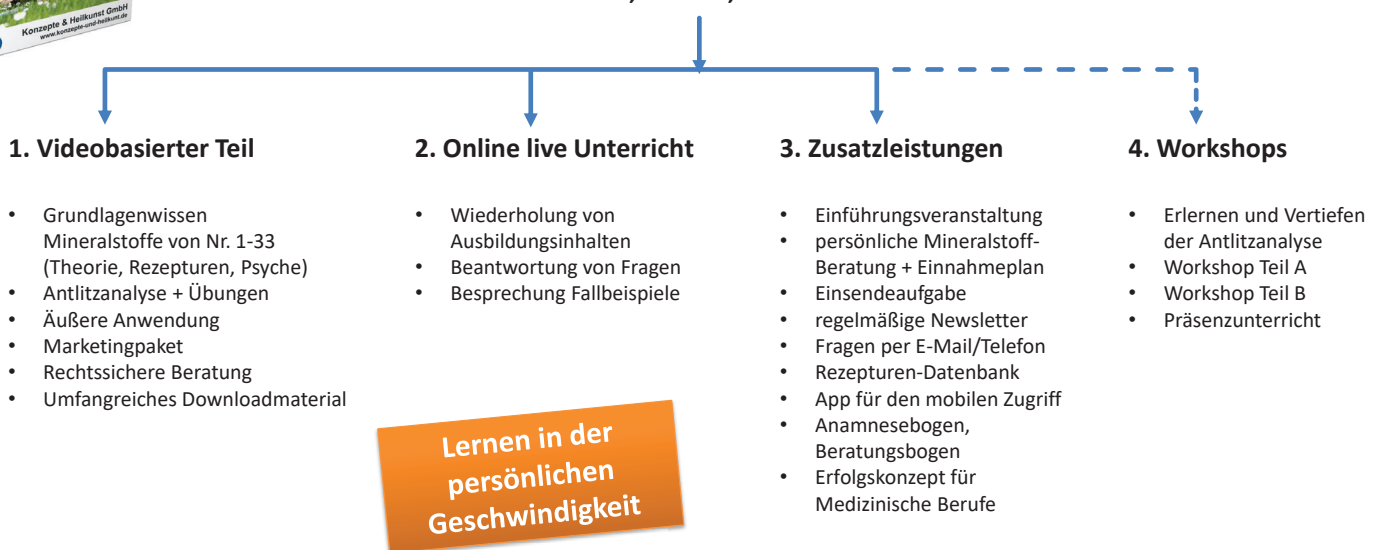 Konzepte & Heilkunst GmbH
www.konzepte-und-heilkunst.de
1. Videobasierter Teil
• Grundlagenwissen
Mineralstoffe von Nr. 1-33
(Theorie, Rezepturen, Psyche)
• Antlitzanalyse + Übungen
• Äußere Anwendung
• Marketingpaket
• Rechtssichere Beratung
• Umfangreiches Downloadmaterial
2. Online live Unterricht
• Wiederholung von
Ausbildungsinhalten
• Beantwortung von Fragen
• Besprechung Fallbeispiele
Lernen in der
persönlichen
Geschwindigkeit
3. Zusatzleistungen
• Einführungsveranstaltung
• persönliche Mineralstoff-
Beratung + Einnahmeplan
• Einsendeaufgabe
• regelmäßige Newsletter
• Fragen per E-Mail/Telefon
• Rezepturen-Datenbank
• App für den mobilen Zugriff
• Anamnesebogen,
Beratungsbogen
• Erfolgskonzept für
Medizinische Berufe
4. Workshops
• Erlernen und Vertiefen
der Antlitzanalyse
• Workshop Teil A
• Workshop Teil B
• Präsenzunterricht